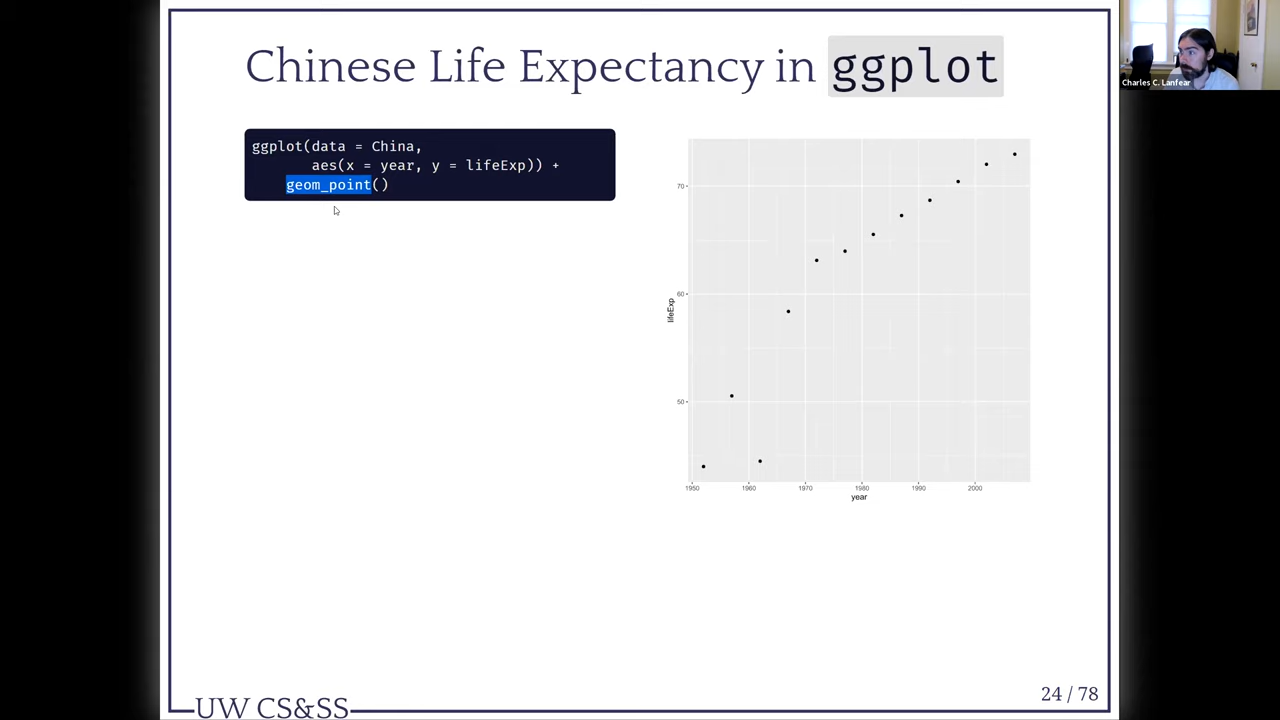 Chinese Life Expectancy in ggplot
Charles C. Lanfear
ggplot(data = China,
aes(x = year, y = lifeExp)) +
geom_point()
70
60
50
lifeExp
1950 1960 1970 1980 1990 2000
year
24 / 78
UW CS&SS